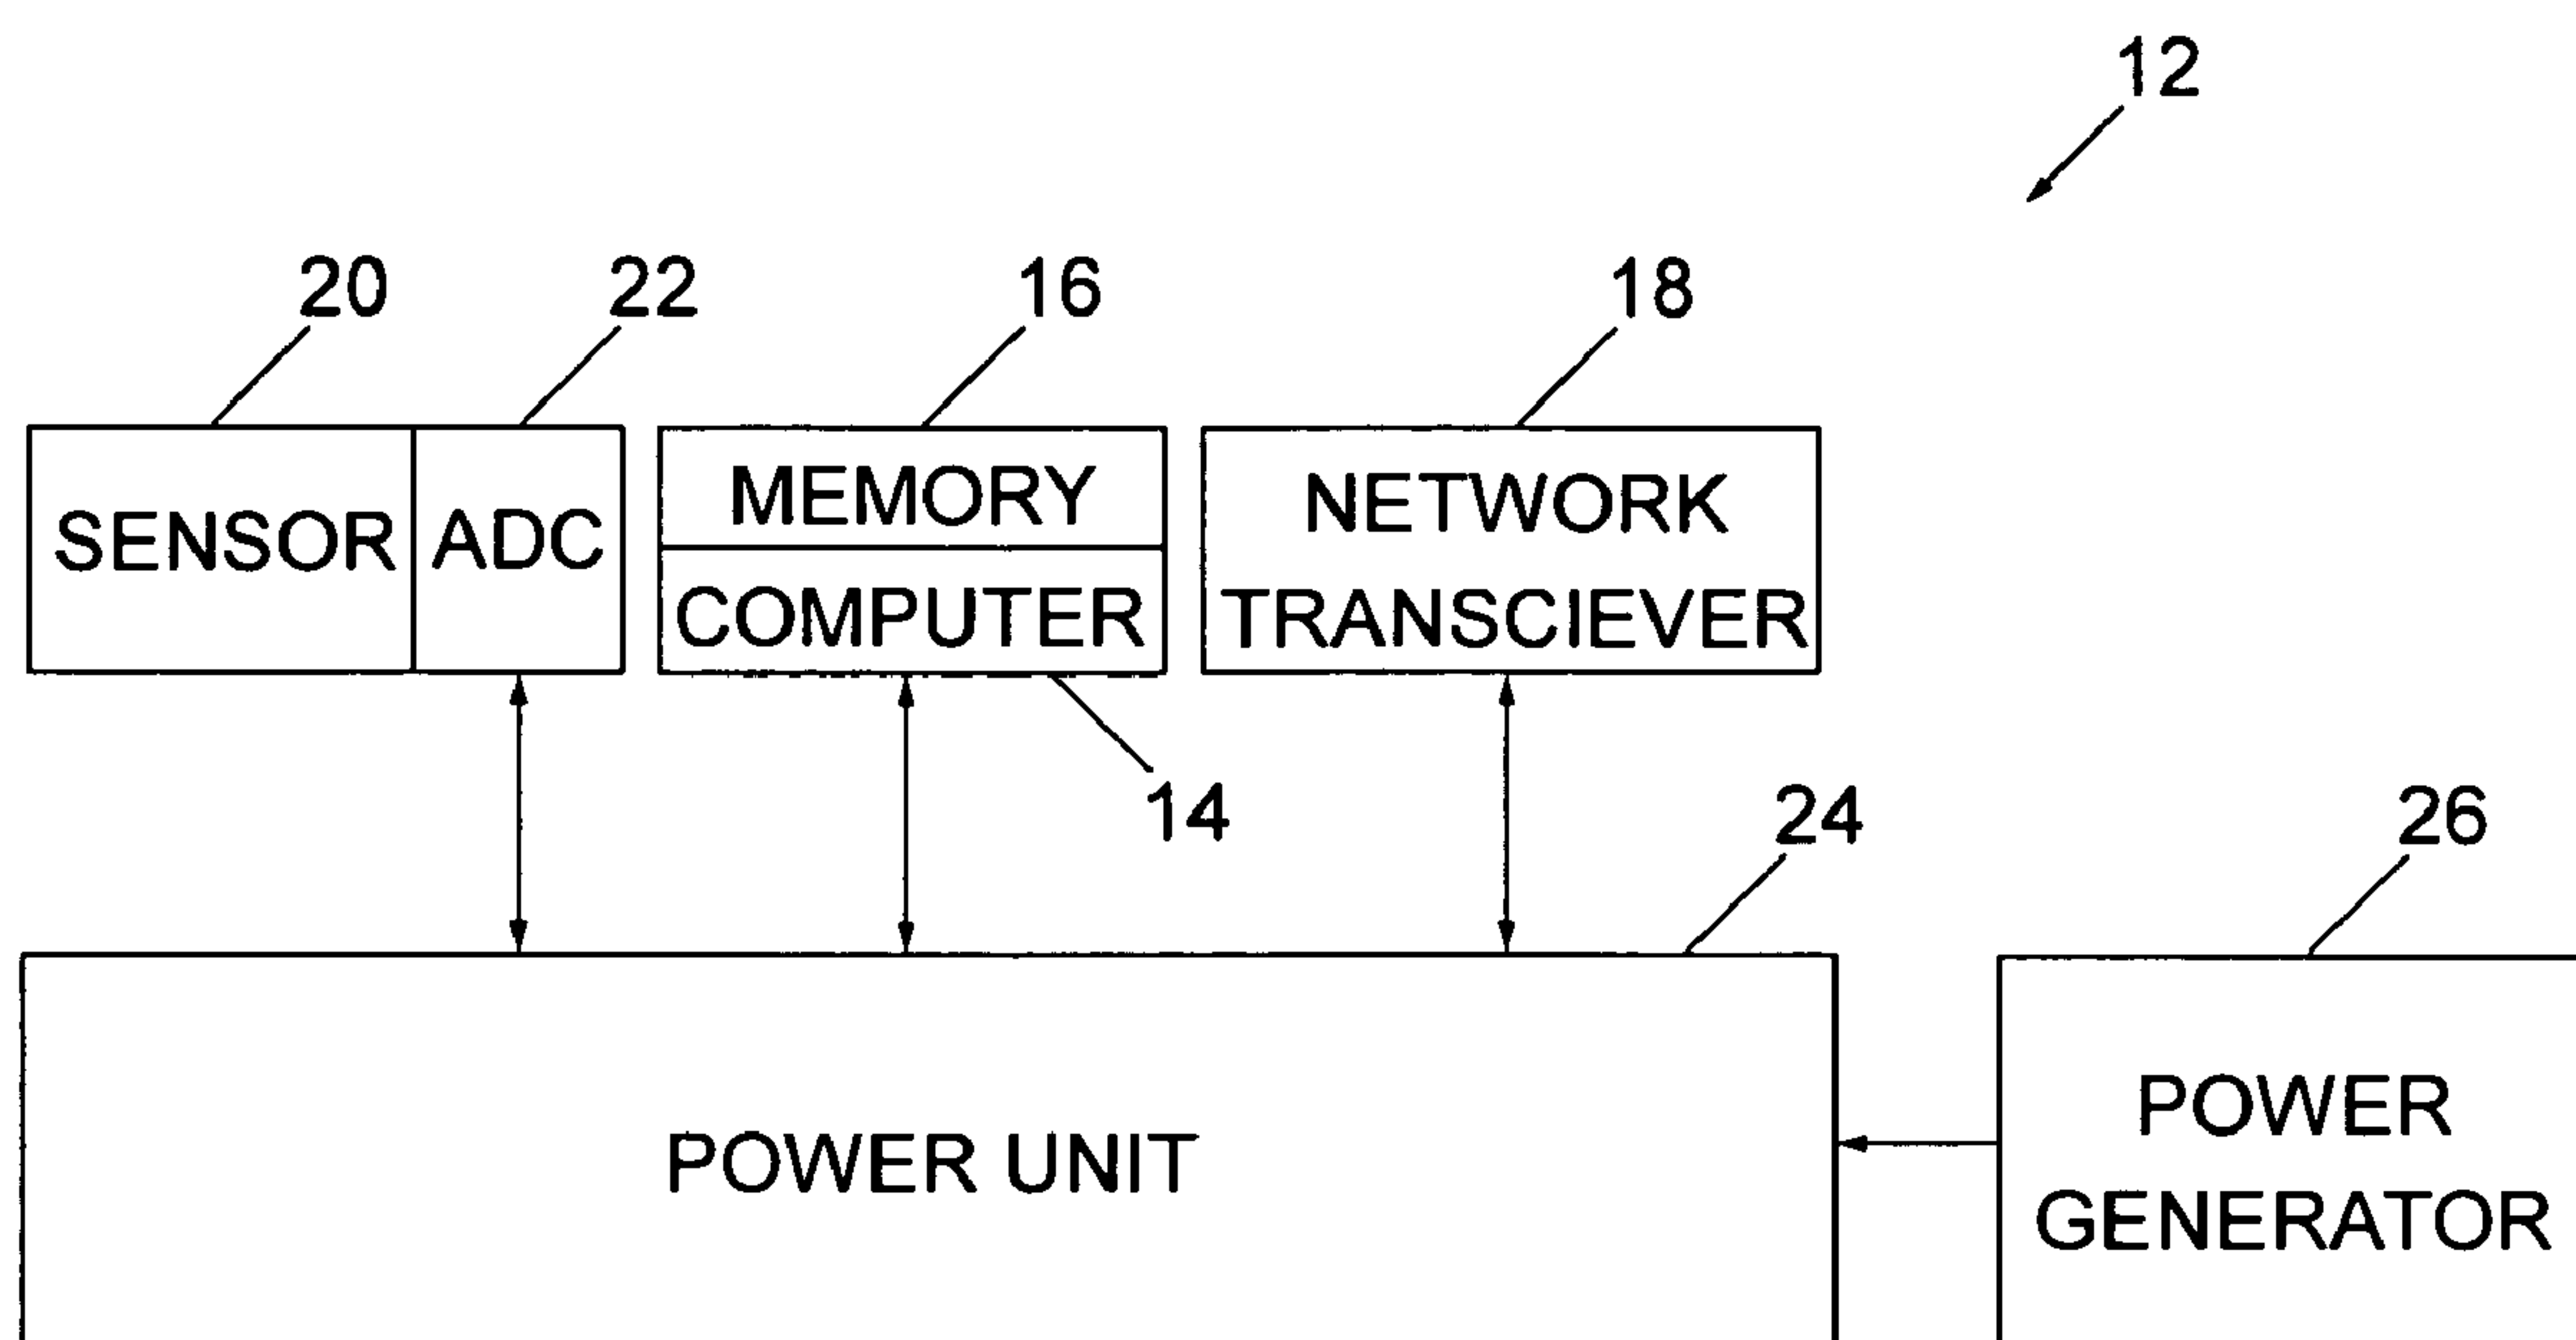 12
20
22
16
18
SENSOR
ADC
MEMORY
COMPUTER
NETWORK
TRANSCIEVER
14
24
26
POWER UNIT
POWER
GENERATOR